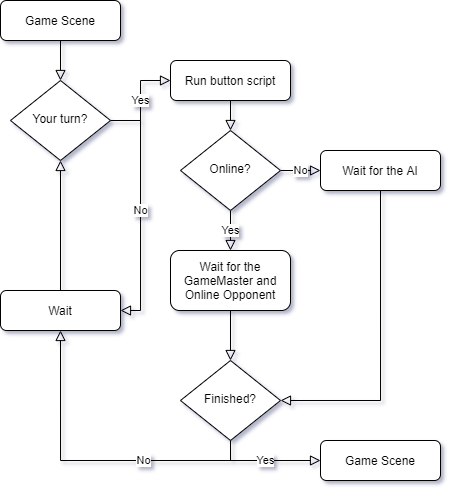 Game Scene
Your turn?
Yes
Run button script
Online?
No
Wait for the AI
No
Yes
Wait for the
GameMaster and
Online Opponent
Wait
Finished?
No
Yes
Game Scene